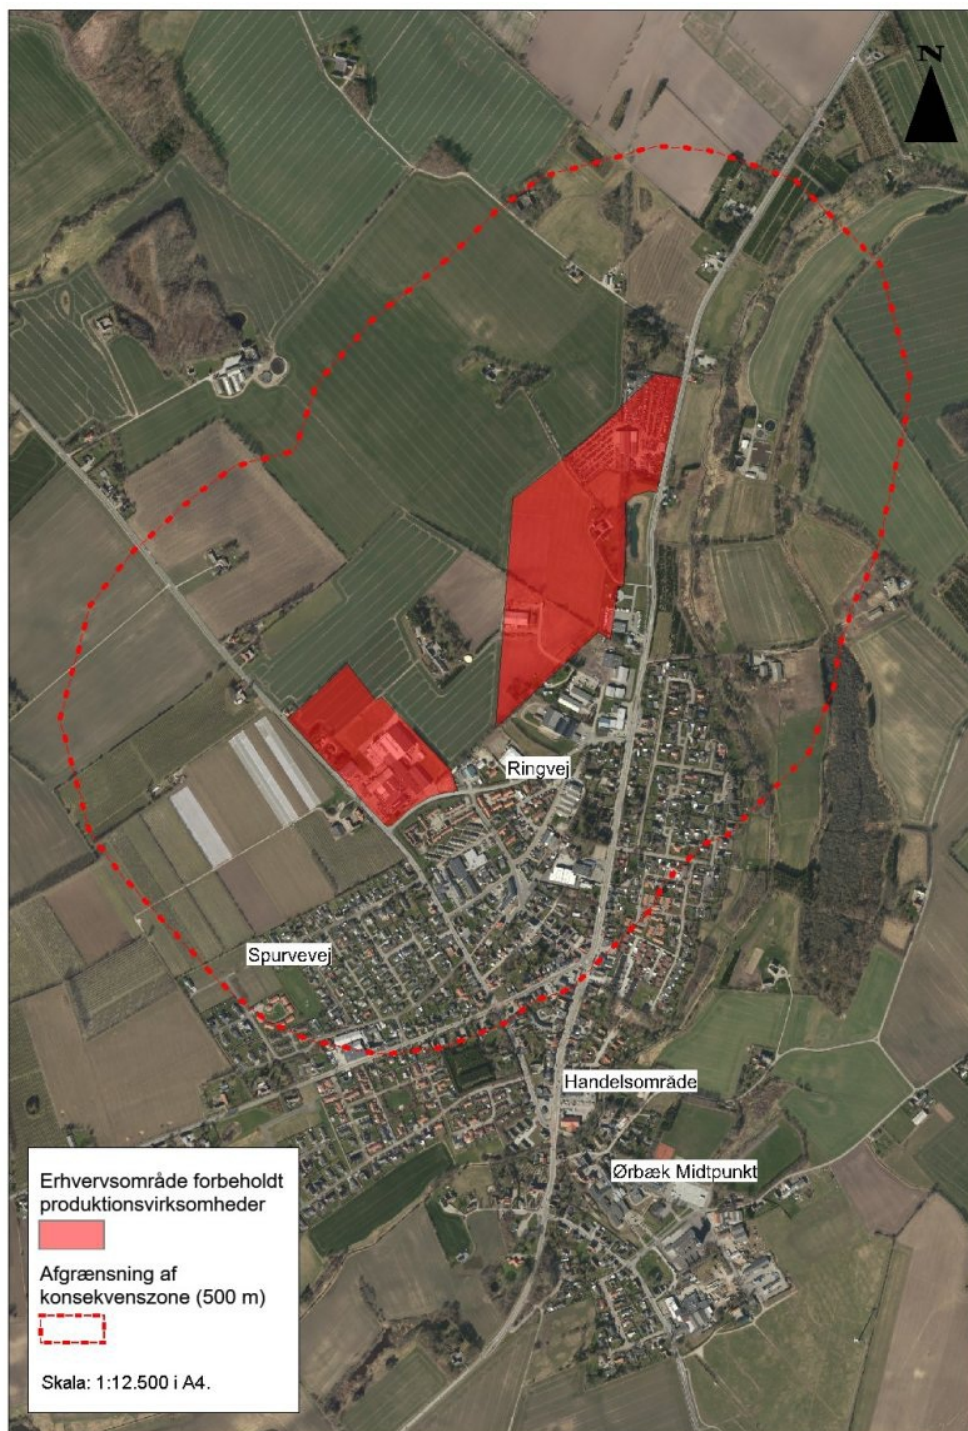 N
Ringvej
Spurvevej
Handelsområde
Ørbæk Midtpunkt
Erhvervsområde forbeholdt
produktionsvirksomheder
Afgrænsning af
konsekvenszone (500 m)
Skala: 1:12.500 i A4.